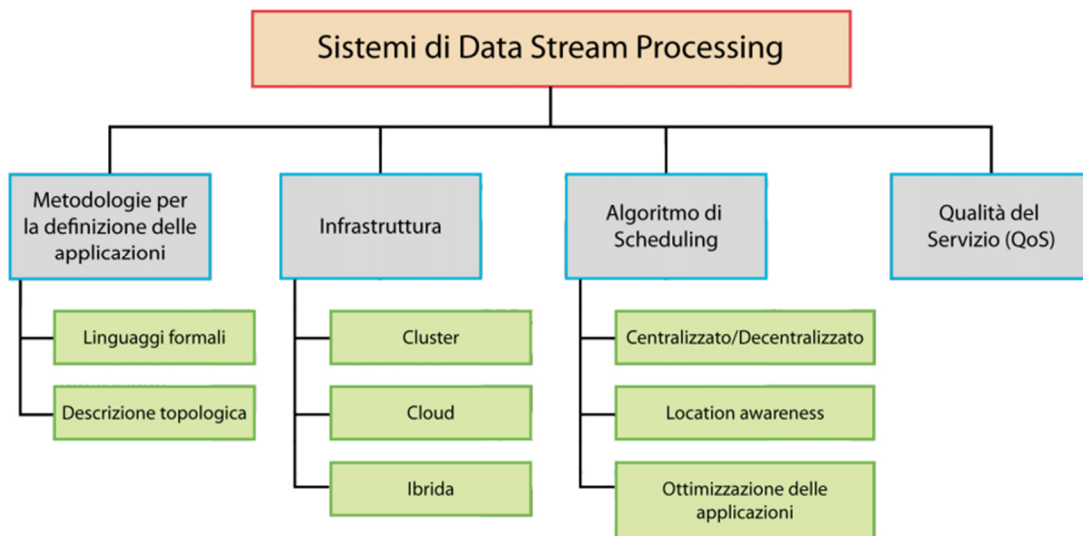 Sistemi di Data Stream Processing
Metodologie per
la definizione delle
applicazioni
Linguaggi formali
Descrizione topologica
Infrastruttura
Cluster
Cloud
Ibrida
Algoritmo di
Scheduling
Centralizzato/Decentralizzato
Location awareness
Ottimizzazione delle
applicazioni
Qualità del
Servizio (QoS)